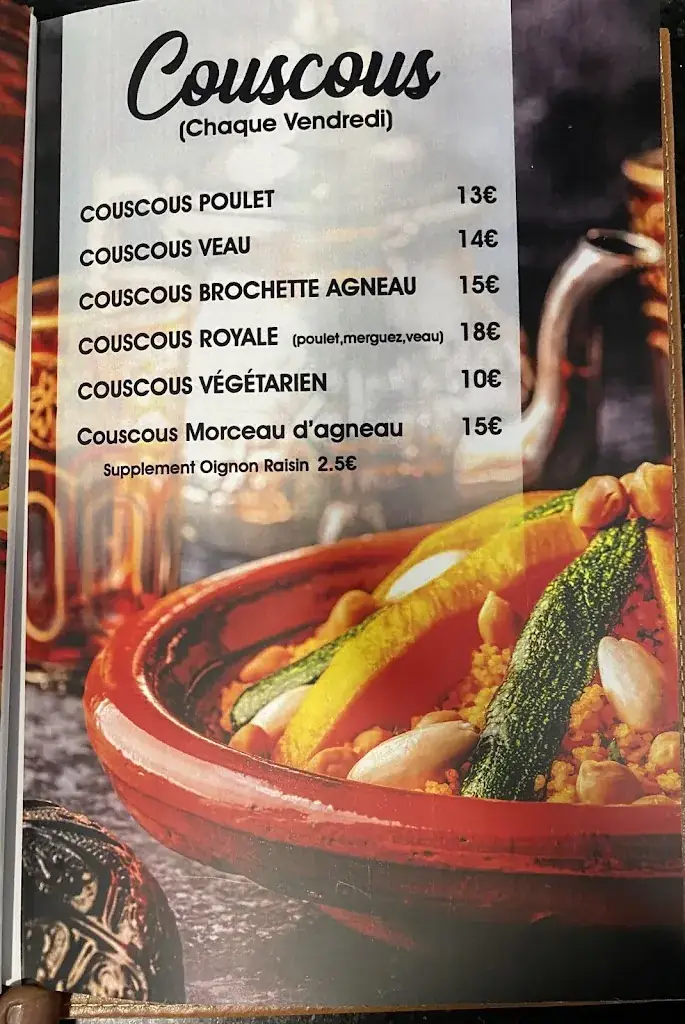 Couscous
(Chaque Vendredi)
COUSCOUS POULET 13€
COUSCOUS VEAU 14€
COUSCOUS BROCHETTE AGNEAU 15€
COUSCOUS ROYALE (poulet,merguez,veau) 18€
COUSCOUS VÉGÉTARIEN 10€
Couscous Morceau d'agneau 15€
Supplement Oignon Raisin 2.5€